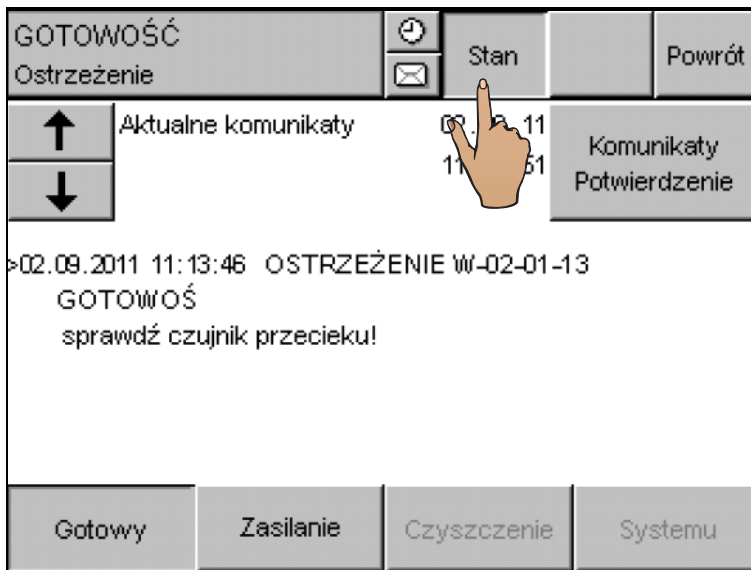 GOTOWOŚĆ
Ostrzeżenie
Stan
Powrót
Aktualne komunikaty
Komunikaty
Potwierdzenie
>02.09.2011 11:13:46 OSTRZEŻENIE W-02-01-13
GOTOWOŚ
sprawdź czujnik przecieku!
Gotowy
Zasilanie
Czyszczenie
Systemu